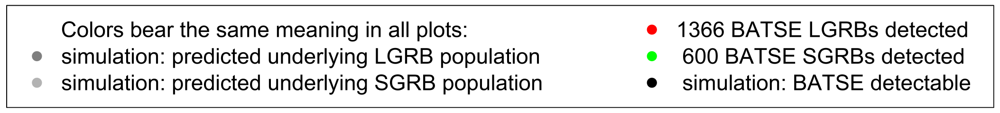 Colors bear the same meaning in all plots:
simulation: predicted underlying LGRB population
simulation: predicted underlying SGRB population
1366 BATSE LGRBs detected
600 BATSE SGRBs detected
simulation: BATSE detectable